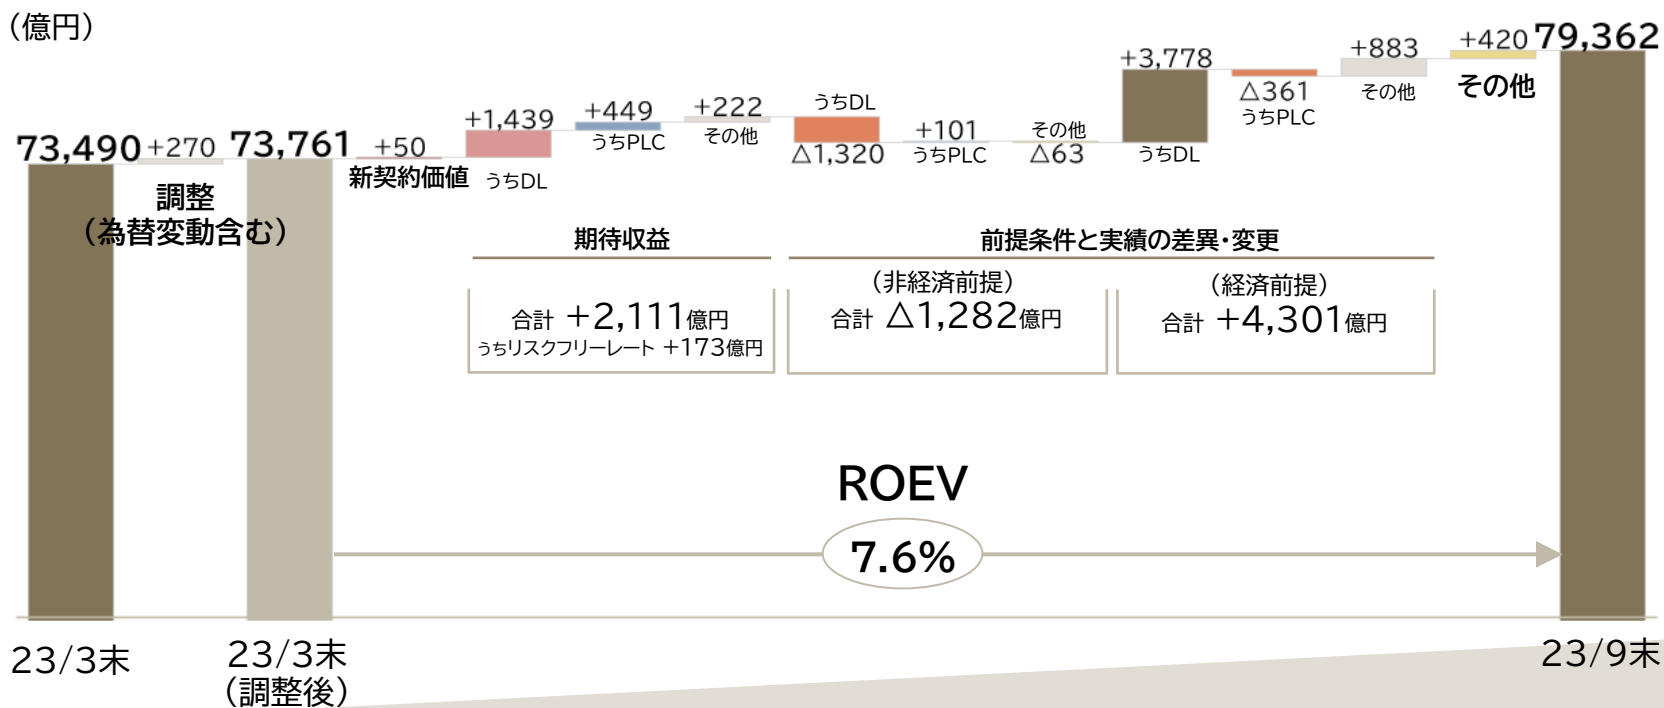 （億円）
73,490
+270
調整
（為替変動含む）
73,761
+50
新契約価値
+1,439
うちDL
+449
うちPLC
+222
その他
うちDL
△1,320
+101
うちPLC
その他
△63
+3,778
うちDL
△361
うちPLC
+883
その他
+420
その他
79,362
期待収益
合計 +2,111億円
うちリスクフリーレート +173億円
前提条件と実績の差異・変更
（非経済前提）
合計 △1,282億円
（経済前提）
合計 +4,301億円
ROEV
7.6%
23/3末
23/3末
（調整後）
23/9末